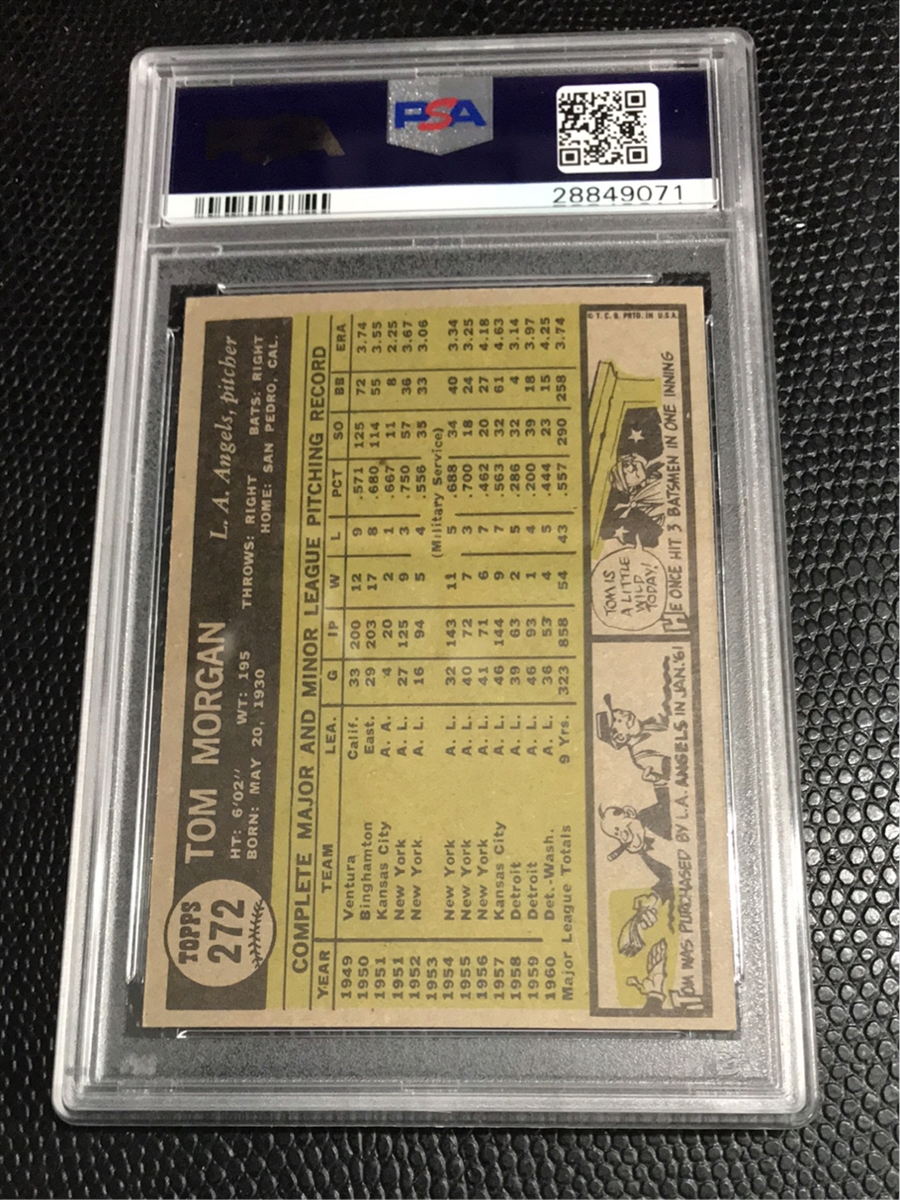 PSA
28849071
TOPPS
272
TOM MORGAN L. A. Angels, pitcher
HT: 6'02" WT: 195 THROWS: RIGHT BATS: RIGHT
BORN: MAY 20, 1930 HOME: SAN PEDRO, CAL.
COMPLETE MAJOR AND MINOR LEAGUE PITCHING RECORD
YEAR TEAM LEA. G IP W L PCT SO BB ERA
1949 Ventura Calif. 33 200 12 9 .571 125 72 3.74
1950 Binghamton East. 29 203 17 8 .680 114 55 3.55
1951 Kansas City A. A. 4 20 2 1 .667 11 8 2.25
1951 New York A. L. 27 125 9 3 .750 57 36 3.67
1952 New York A. L. 16 94 5 4 .556 35 33 3.06
1953 (Military Service)
1954 New York A. L. 32 143 11 5 .688 34 40 3.34
1955 New York A. L. 40 72 7 3 .700 18 24 3.25
1956 New York A. L. 41 71 6 7 .462 20 27 4.18
1957 Kansas City A. L. 46 144 9 7 .563 32 61 4.63
1958 Detroit A. L. 39 63 2 5 .286 32 4 3.14
1959 Detroit A. L. 46 93 1 4 .200 39 18 3.97
1960 Det.-Wash. A. L. 36 53 4 5 .444 23 15 4.25
Major League Totals 9 Yrs. 323 858 54 43 .557 290 258 3.74
TOM WAS PURCHASED BY L.A. ANGELS IN JAN.'61
TOM IS
A LITTLE
WILD
TODAY!
HE ONCE HIT 3 BATSMEN IN ONE INNING
© T. C. G. PRTD. IN U.S.A.